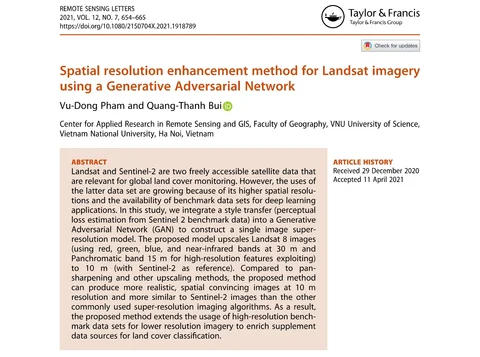 REMOTE SENSING LETTERS
2021, VOL. 12, NO. 7, 654–665
https://doi.org/10.1080/2150704X.2021.1918789
Taylor & Francis
Taylor & Francis Group
Check for updates
Spatial resolution enhancement method for Landsat imagery
using a Generative Adversarial Network
Vu-Dong Pham and Quang-Thanh Bui
Center for Applied Research in Remote Sensing and GIS, Faculty of Geography, VNU University of Science,
Vietnam National University, Ha Noi, Vietnam
ABSTRACT
Landsat and Sentinel-2 are two freely accessible satellite data that
are relevant for global land cover monitoring. However, the uses of
the latter data set are growing because of its higher spatial resolu-
tions and the availability of benchmark data sets for deep learning
applications. In this study, we integrate a style transfer (perceptual
loss estimation from Sentinel 2 benchmark data) into a Generative
Adversarial Network (GAN) to construct a single image super-
resolution model. The proposed model upscales Landsat 8 images
(using red, green, blue, and near-infrared bands at 30 m and
Panchromatic band 15 m for high-resolution features exploiting)
to 10 m (with Sentinel-2 as reference). Compared to pan-
sharpening and other upscaling methods, the proposed method
can produce more realistic, spatial convincing images at 10 m
resolution and more similar to Sentinel-2 images than the other
commonly used super-resolution imaging algorithms. As a result,
the proposed method extends the usage of high-resolution bench-
mark data sets for lower resolution imagery to enrich supplement
data sources for land cover classification.
ARTICLE HISTORY
Received 29 December 2020
Accepted 11 April 2021